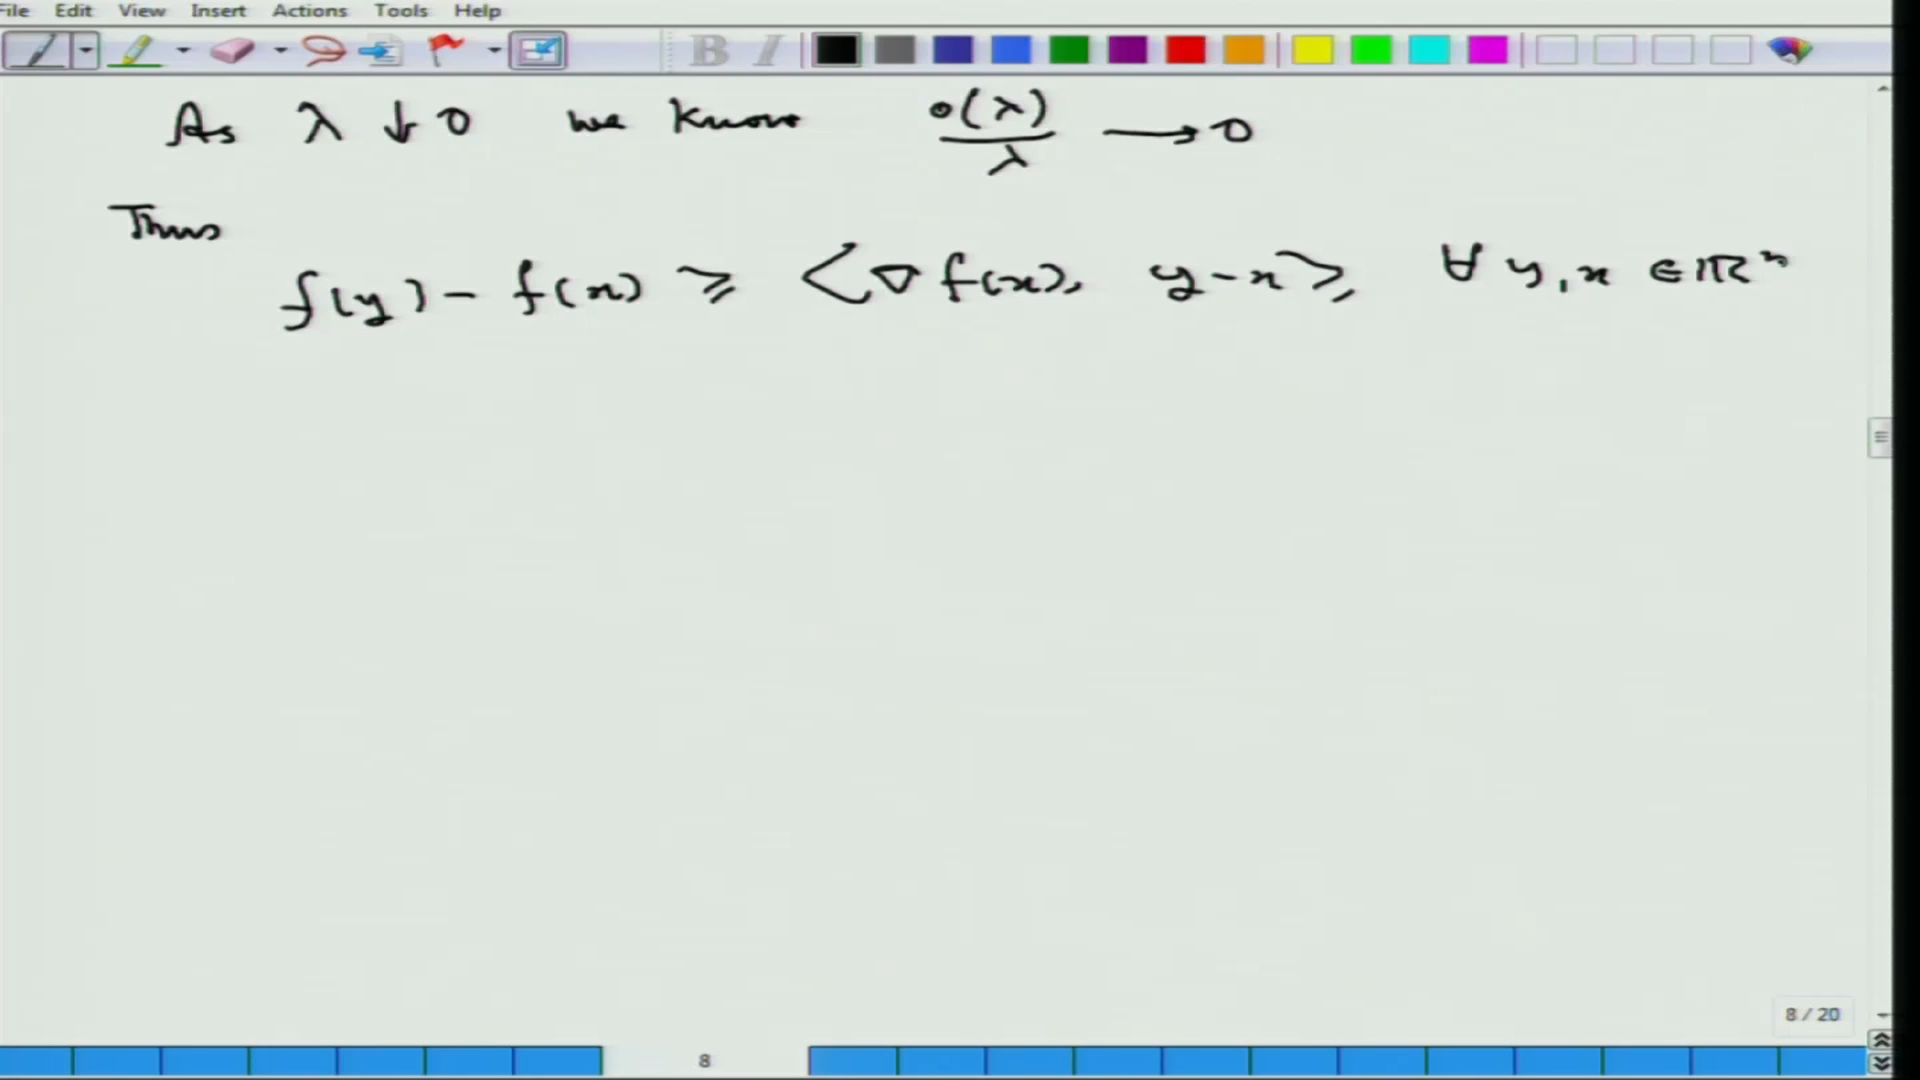 File Edit View Insert Actions Tools Help
B I
As λ ↓ 0 we know o(λ)/λ → 0
Thus
f(y) - f(x) ≥ <∇f(x), y-x>, ∀ y, x ∈ ℝⁿ
8 / 20
8